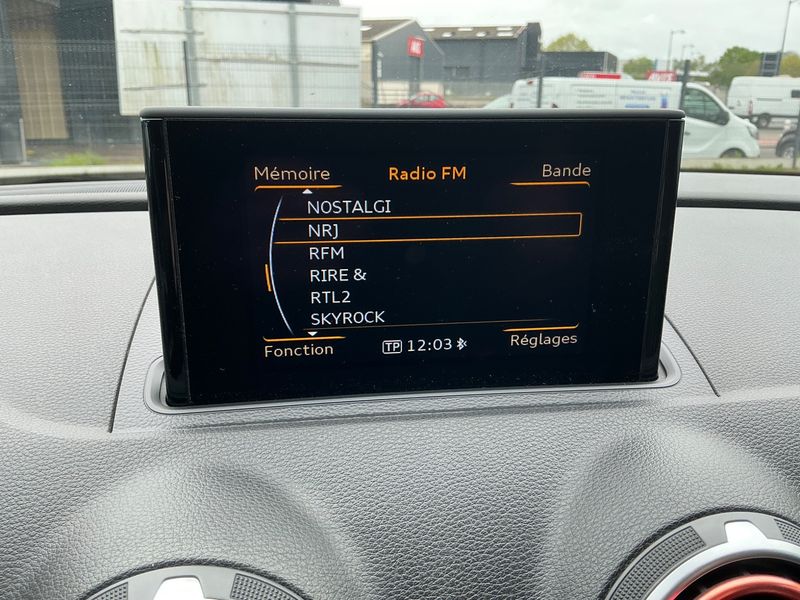 Mémoire Radio FM Bande
NOSTALGI
NRJ
RFM
RIRE &
RTL2
SKYROCK
Fonction TP 12:03 Réglages